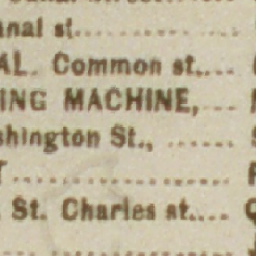 anal st.........
AL. Common st....
ING MACHINE,...
shington St., .....
T.....................
St. Charles st....